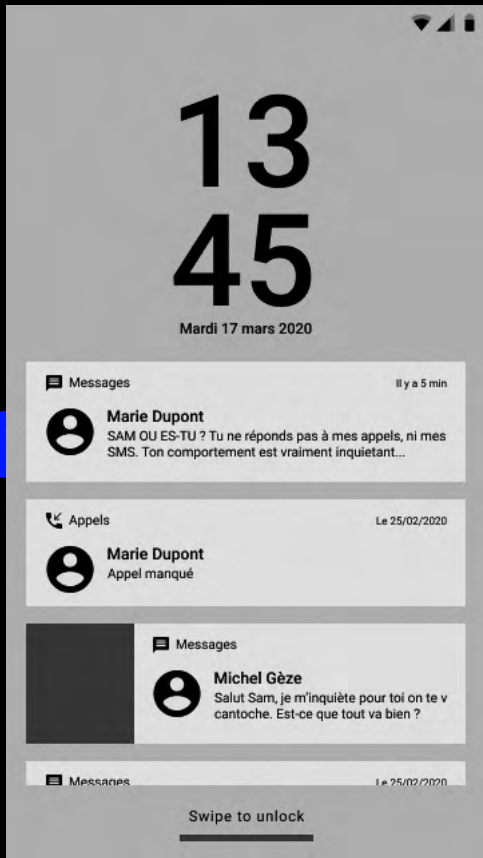 13
45
Mardi 17 mars 2020
Messages Il y a 5 min
Marie Dupont
SAM OU ES-TU ? Tu ne réponds pas à mes appels, ni mes
SMS. Ton comportement est vraiment inquietant...
Appels Le 25/02/2020
Marie Dupont
Appel manqué
Messages
Michel Gèze
Salut Sam, je m'inquiète pour toi on te v
cantoche. Est-ce que tout va bien ?
Messages Le 25/02/2020
Swipe to unlock